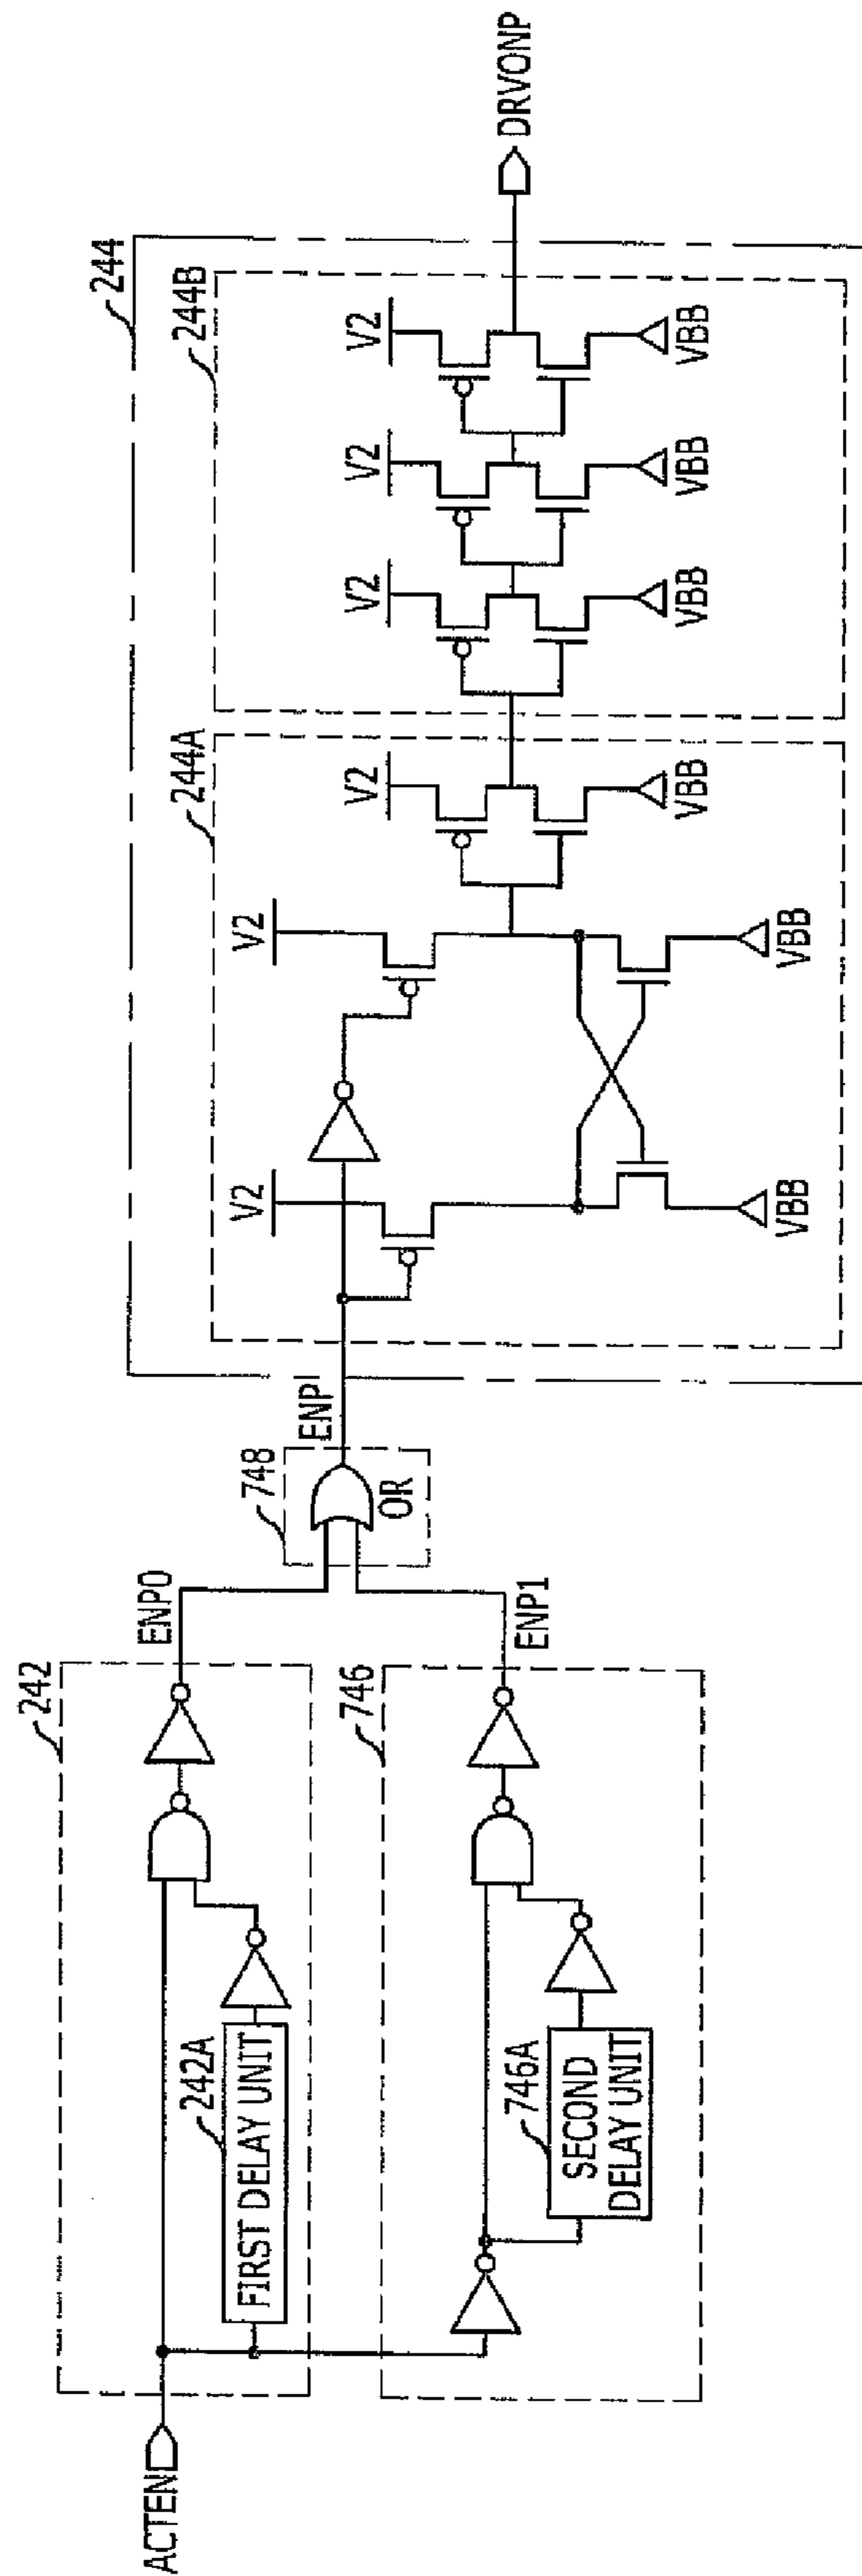 ACTEN
242
242A
FIRST DELAY UNIT
ENP0
746
746A
SECOND
DELAY UNIT
ENP1
748
OR
ENP
244
244A
V2
V2
VBB
VBB
V2
VBB
244B
V2
VBB
V2
VBB
V2
VBB
DRVONP